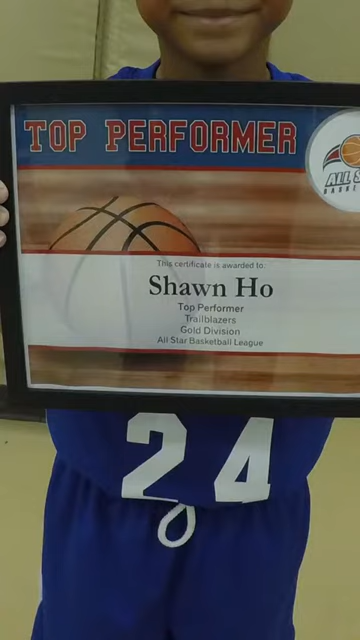 TOP PERFORMER
This certificate is awarded to:
Shawn Ho
Top Performer
Trailblazers
Gold Division
All Star Basketball League
24